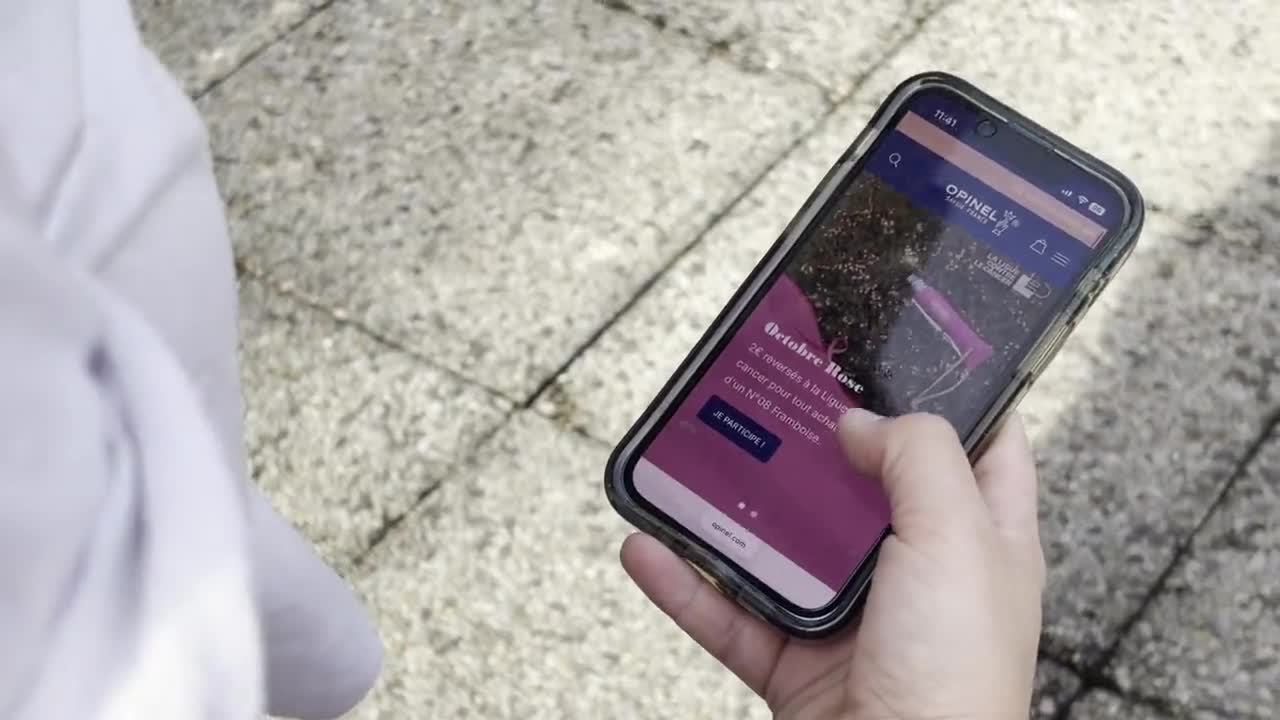 11:41
OPINEL®
SAVOIE FRANCE
LA LIGUE
CONTRE
LE CANCER
Octobre Rose
2€ reversés à la Ligue
cancer pour tout achat
d'un N°08 Framboise.
JE PARTICIPE !
opinel.com